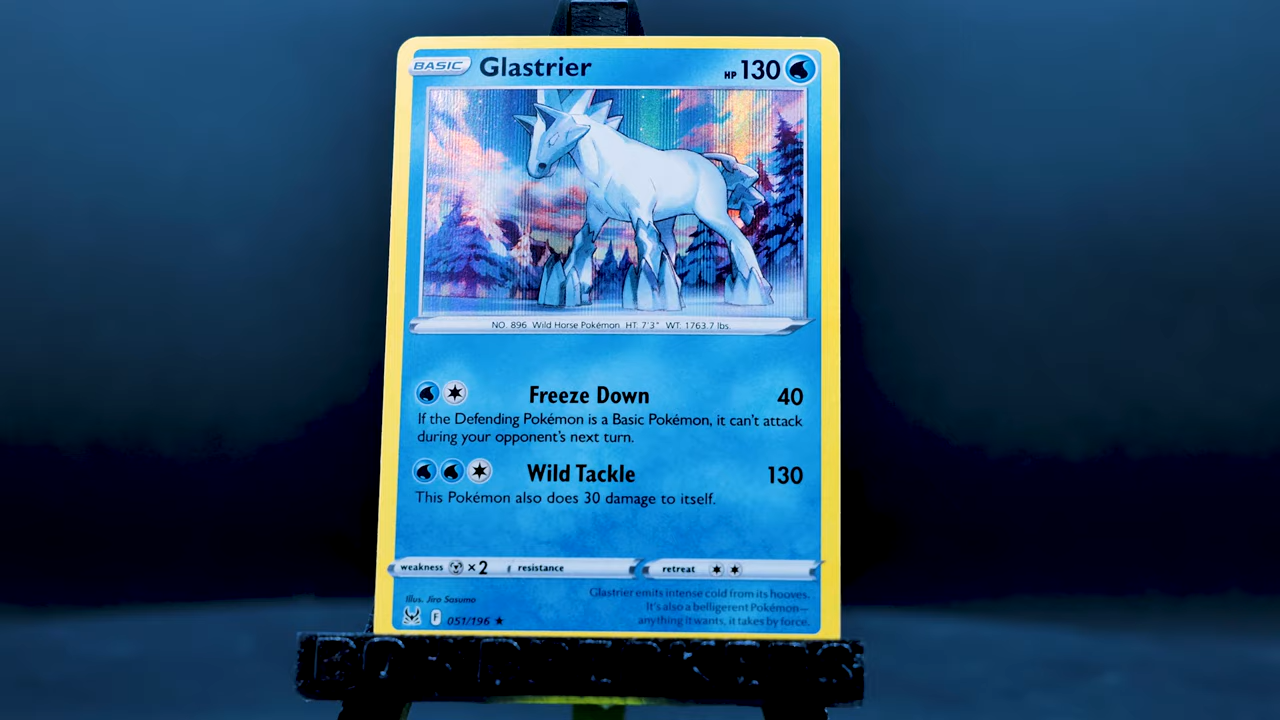 BASIC Glastrier HP 130
NO. 896 Wild Horse Pokémon HT: 7'3" WT: 1763.7 lbs.
Freeze Down 40
If the Defending Pokémon is a Basic Pokémon, it can't attack
during your opponent's next turn.
Wild Tackle 130
This Pokémon also does 30 damage to itself.
weakness ×2 resistance retreat
Illus. Jiro Sasumo
F 051/196 ★
Glastrier emits intense cold from its hooves.
It's also a belligerent Pokémon—
anything it wants, it takes by force.